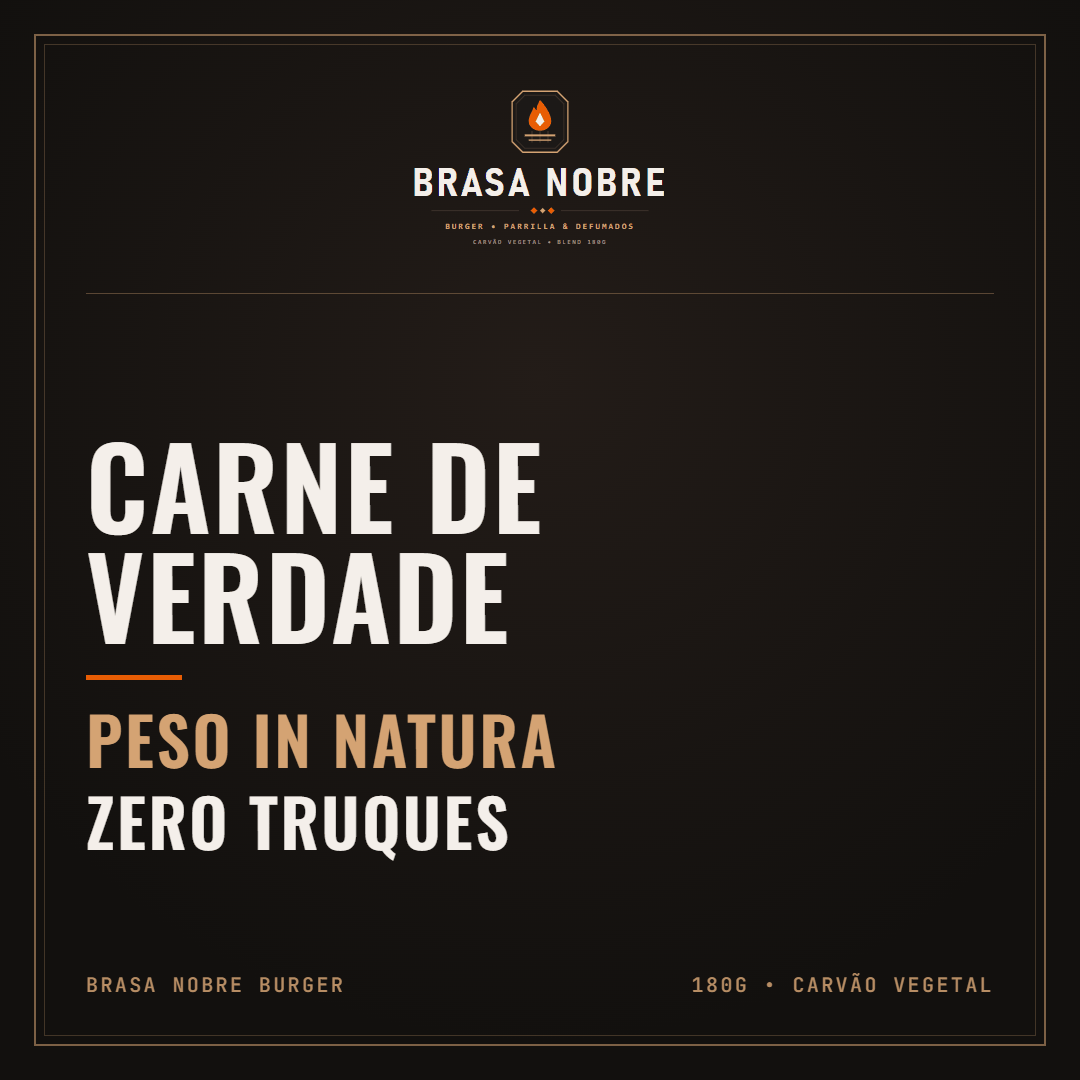 BRASA NOBRE
BURGER • PARRILLA & DEFUMADOS
CARVÃO VEGETAL • BLEND 180G
CARNE DE
VERDADE
PESO IN NATURA
ZERO TRUQUES
BRASA NOBRE BURGER
180G • CARVÃO VEGETAL